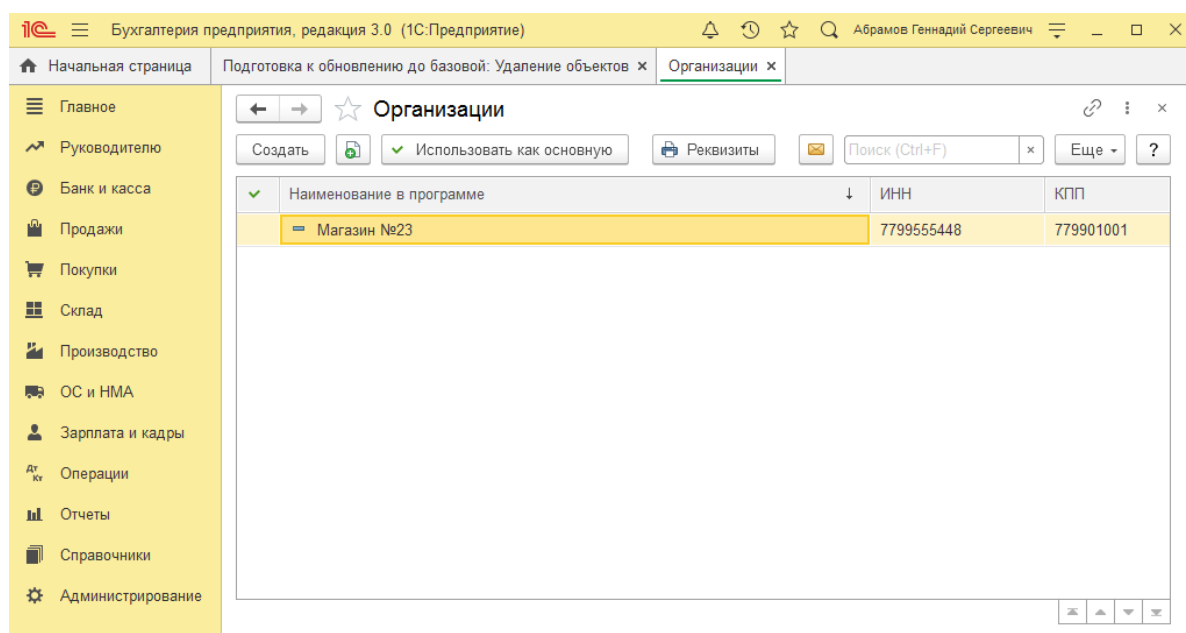 1С Бухгалтерия предприятия, редакция 3.0 (1С:Предприятие) Абрамов Геннадий Сергеевич
Начальная страница Подготовка к обновлению до базовой: Удаление объектов × Организации ×
Главное
Организации
Руководителю
Создать Использовать как основную Реквизиты Поиск (Ctrl+F) × Еще ?
Банк и касса
Наименование в программе ↓ ИНН КПП
Продажи
Магазин №23 7799555448 779901001
Покупки
Склад
Производство
ОС и НМА
Зарплата и кадры
Дт Кт Операции
Отчеты
Справочники
Администрирование